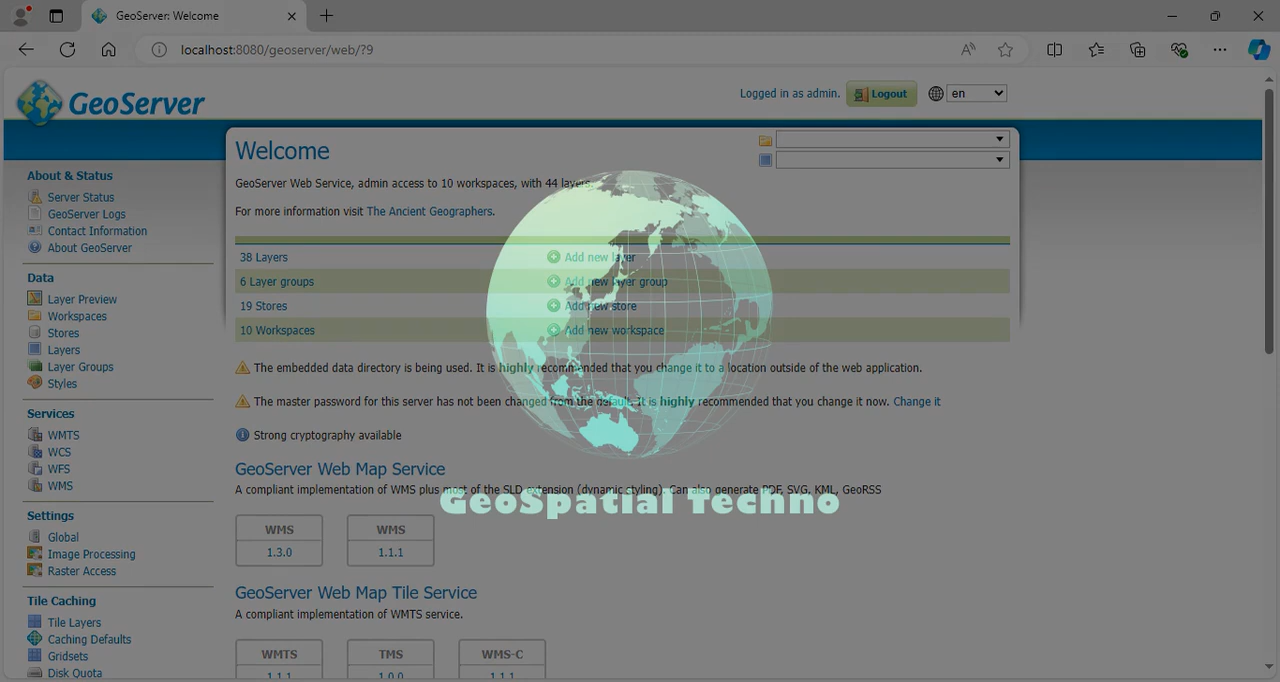 GeoServer: Welcome
localhost:8080/geoserver/web/?9
GeoServer
Logged in as admin.
Logout
en
Welcome
GeoServer Web Service, admin access to 10 workspaces, with 44 layers.
For more information visit The Ancient Geographers.
38 Layers
Add new layer
6 Layer groups
Add new layer group
19 Stores
Add new store
10 Workspaces
Add new workspace
The embedded data directory is being used. It is highly recommended that you change it to a location outside of the web application.
The master password for this server has not been changed from the default. It is highly recommended that you change it now. Change it
Strong cryptography available
GeoServer Web Map Service
A compliant implementation of WMS plus most of the SLD extension (dynamic styling). Can also generate PDF, SVG, KML, GeoRSS
GeoSpatial Techno
WMS
1.3.0
WMS
1.1.1
GeoServer Web Map Tile Service
A compliant implementation of WMTS service.
WMTS
1.1.1
TMS
1.0.0
WMS-C
1.1.1
About & Status
Server Status
GeoServer Logs
Contact Information
About GeoServer
Data
Layer Preview
Workspaces
Stores
Layers
Layer Groups
Styles
Services
WMTS
WCS
WFS
WMS
Settings
Global
Image Processing
Raster Access
Tile Caching
Tile Layers
Caching Defaults
Gridsets
Disk Quota